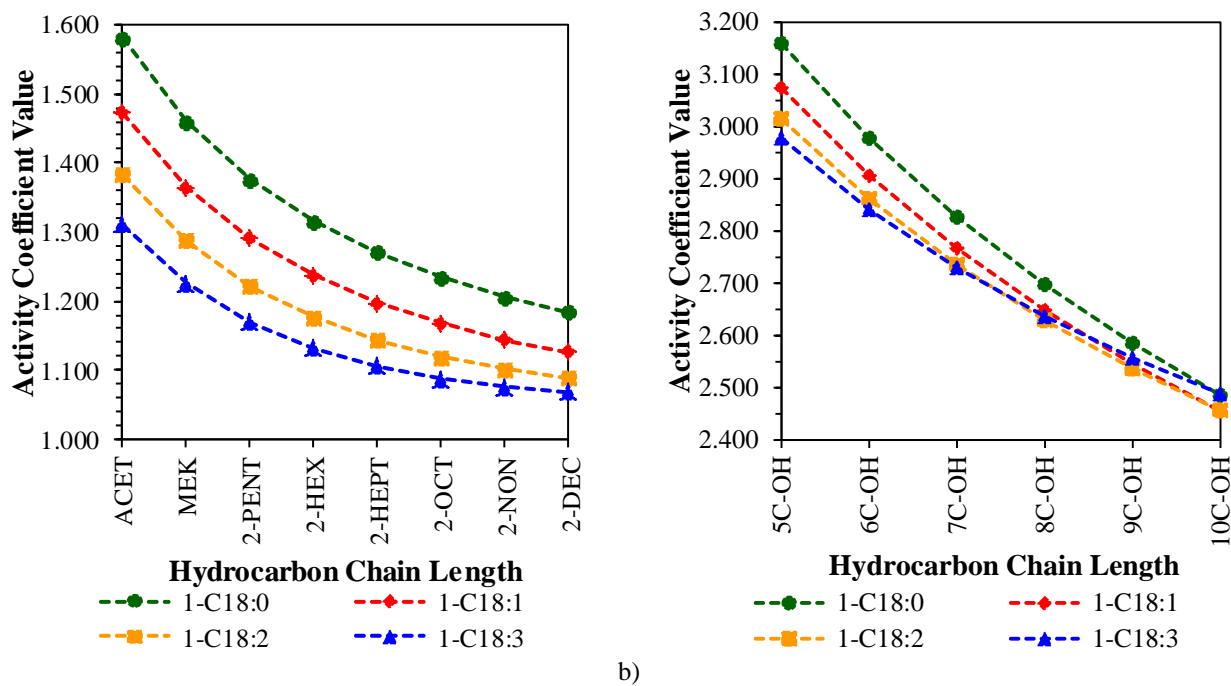 Activity Coefficient Value
1.600
1.500
1.400
1.300
1.200
1.100
1.000
ACET
MEK
2-PENT
2-HEX
2-HEPT
2-OCT
2-NON
2-DEC
Hydrocarbon Chain Length
1-C18:0
1-C18:1
1-C18:2
1-C18:3
Activity Coefficient Value
3.200
3.100
3.000
2.900
2.800
2.700
2.600
2.500
2.400
5C-OH
6C-OH
7C-OH
8C-OH
9C-OH
10C-OH
Hydrocarbon Chain Length
1-C18:0
1-C18:1
1-C18:2
1-C18:3
b)